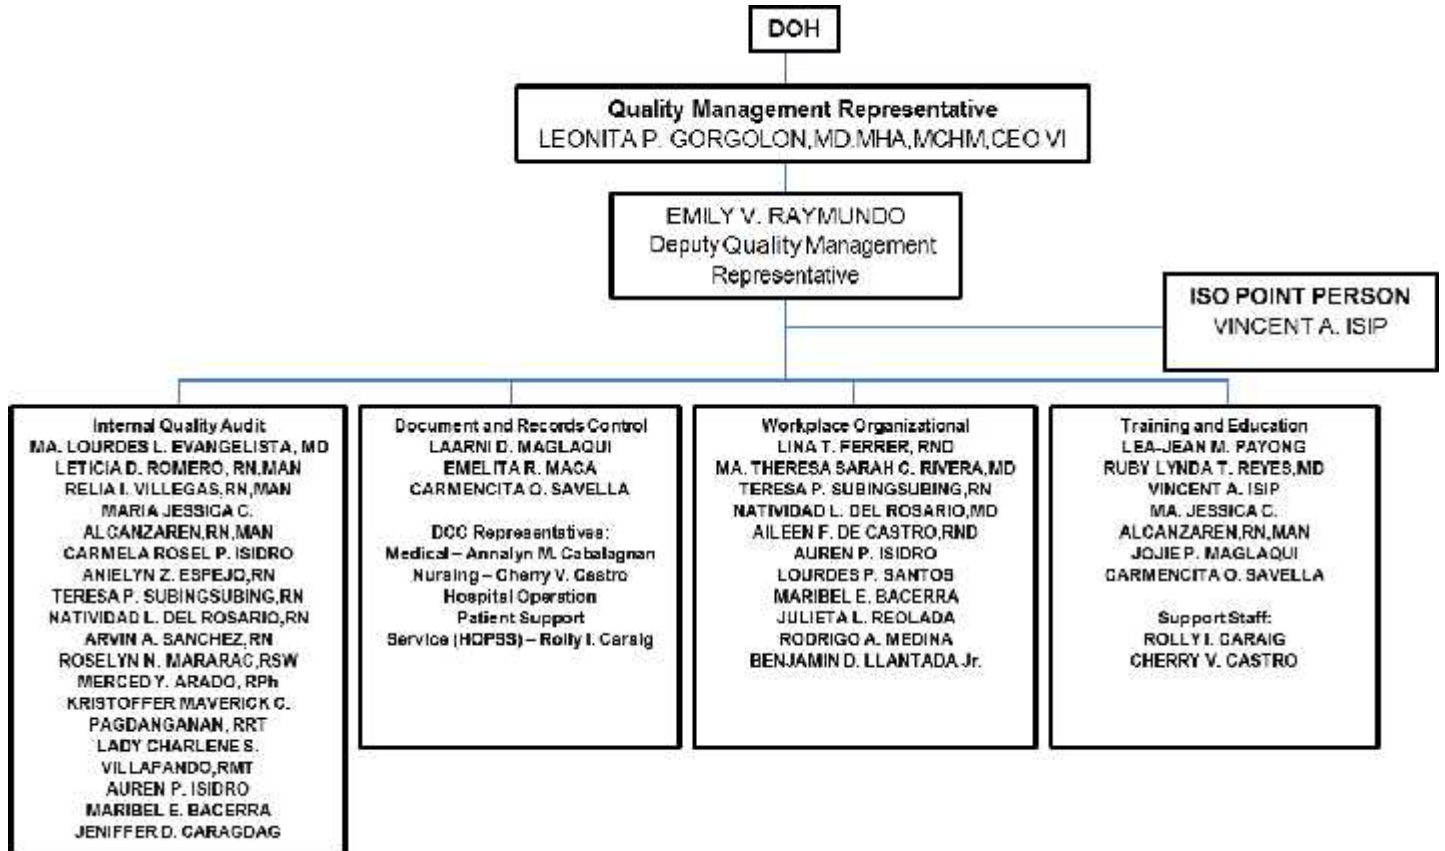 DOH
Quality Management Representative
LEONITA P. GORGOLON,MD.MHA,MCHM,CEO VI
EMILY V. RAYMUNDO
Deputy Quality Management
Representative
ISO POINT PERSON
VINCENT A. ISIP
Internal Quality Audit
MA. LOURDES L. EVANGELISTA, MD
LETICIA D. ROMERO, RN,MAN
RELIA I. VILLEGAS,RN,MAN
MARIA JESSICA C.
ALCANZAREN,RN,MAN
CARMELA ROSEL P. ISIDRO
ANIELYN Z. ESPEJO,RN
TERESA P. SUBINGSUBING,RN
NATIVIDAD L. DEL ROSARIO,RN
ARVIN A. SANCHEZ,RN
ROSELYN N. MARARAC,RSW
MERCED Y. ARADO, RPh
KRISTOFFER MAVERICK C.
PAGDANGANAN, RRT
LADY CHARLENE S.
VILLAFANDO,RMT
AUREN P. ISIDRO
MARIBEL E. BACERRA
JENIFFER D. CARAGDAG
Document and Records Control
LAARNI D. MAGLAQUI
EMELITA R. MACA
CARMENCITA O. SAVELLA
DCC Representatives:
Medical – Annalyn M. Cabalagnan
Nursing – Cherry V. Castro
Hospital Operation
Patient Support
Service (HOPSS) – Rolly I. Caraig
Workplace Organizational
LINA T. FERRER, RND
MA. THERESA SARAH C. RIVERA,MD
TERESA P. SUBINGSUBING,RN
NATIVIDAD L. DEL ROSARIO,MD
AILEEN F. DE CASTRO,RND
AUREN P. ISIDRO
LOURDES P. SANTOS
MARIBEL E. BACERRA
JULIETA L. REOLADA
RODRIGO A. MEDINA
BENJAMIN D. LLANTADA Jr.
Training and Education
LEA-JEAN M. PAYONG
RUBY LYNDA T. REYES,MD
VINCENT A. ISIP
MA. JESSICA C.
ALCANZAREN,RN,MAN
JOJIE P. MAGLAQUI
CARMENCITA O. SAVELLA
Support Staff:
ROLLY I. CARAIG
CHERRY V. CASTRO